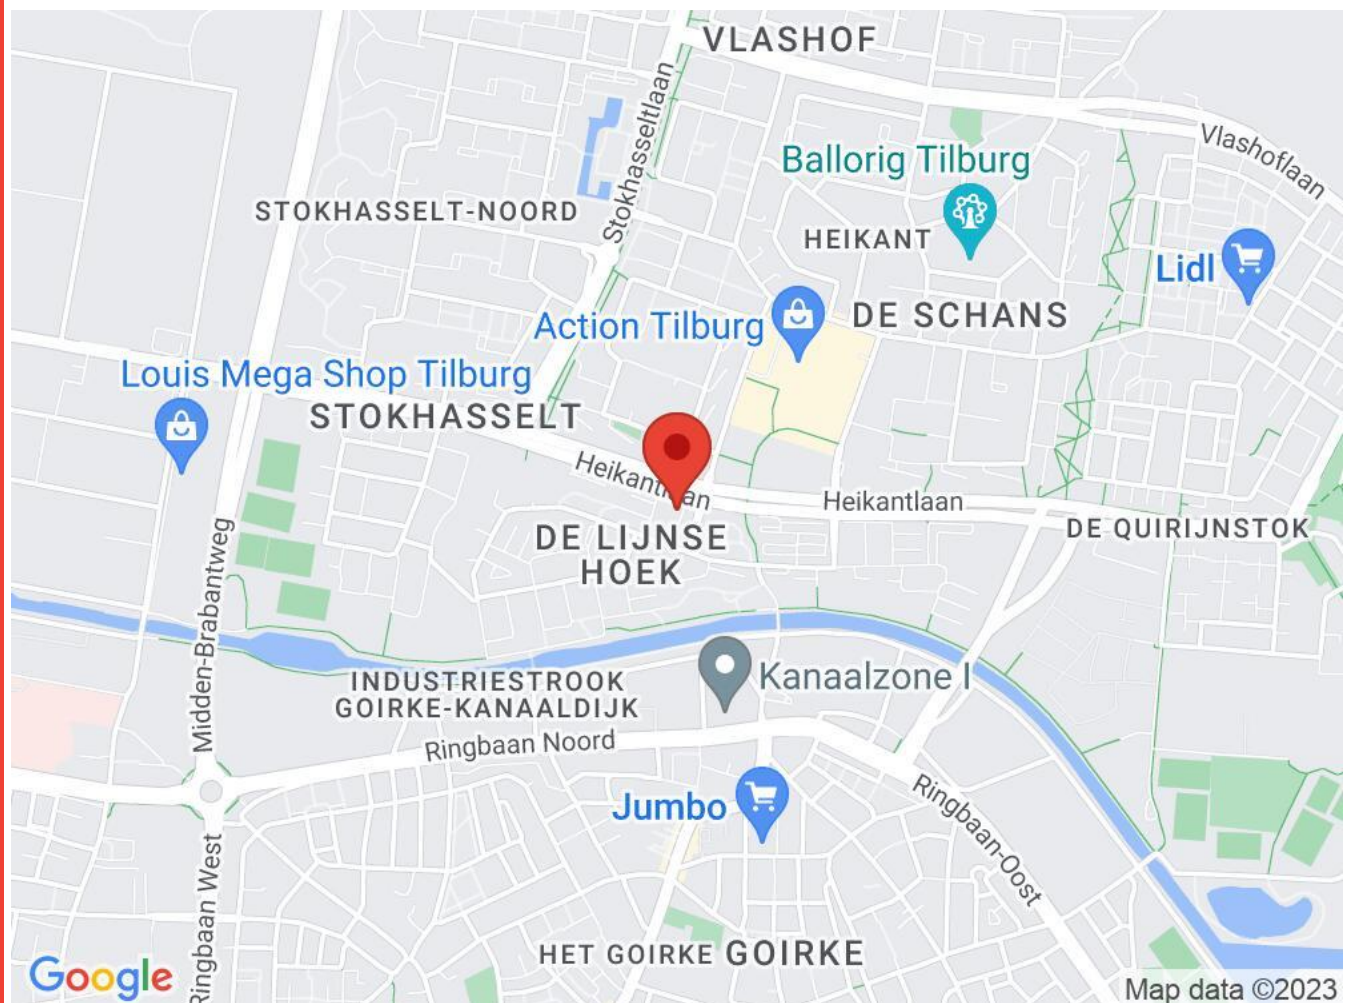 VLASHOF
Vlashoflaan
Stokhasseltlaan
Ballorig Tilburg
STOKHASSELT-NOORD
HEIKANT
Lidl
Action Tilburg
DE SCHANS
Louis Mega Shop Tilburg
STOKHASSELT
Heikantlaan
Heikantlaan
DE LIJNSE
HOEK
DE QUIRIJNSTOK
Midden-Brabantweg
Kanaalzone I
INDUSTRIESTROOK
GOIRKE-KANAALDIJK
Ringbaan Noord
Jumbo
Ringbaan-Oost
Ringbaan West
HET GOIRKE
GOIRKE
Google
Map data ©2023